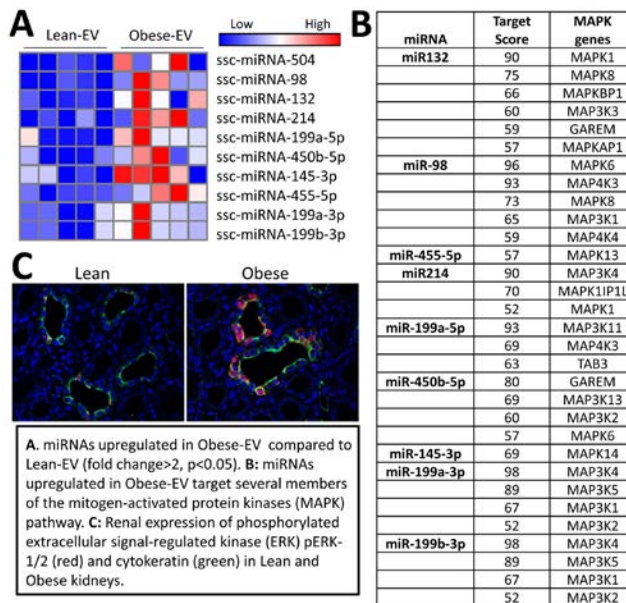 A
Lean-EV Obese-EV
Low High
ssc-miRNA-504
ssc-miRNA-98
ssc-miRNA-132
ssc-miRNA-214
ssc-miRNA-199a-5p
ssc-miRNA-450b-5p
ssc-miRNA-145-3p
ssc-miRNA-455-5p
ssc-miRNA-199a-3p
ssc-miRNA-199b-3p
C
Lean Obese
A. miRNAs upregulated in Obese-EV compared to
Lean-EV (fold change>2, p<0.05). B: miRNAs
upregulated in Obese-EV target several members
of the mitogen-activated protein kinases (MAPK)
pathway. C: Renal expression of phosphorylated
extracellular signal-regulated kinase (ERK) pERK-
1/2 (red) and cytokeratin (green) in Lean and
Obese kidneys.
B
miRNA Target Score MAPK genes
miR132 90 MAPK1
75 MAPK8
66 MAPKBP1
60 MAP3K3
59 GAREM
57 MAPKAP1
miR-98 96 MAPK6
93 MAP4K3
73 MAPK8
65 MAP3K1
59 MAP4K4
miR-455-5p 57 MAPK13
miR214 90 MAP3K4
70 MAPK1IP1L
52 MAPK1
miR-199a-5p 93 MAP3K11
69 MAP4K3
63 TAB3
miR-450b-5p 80 GAREM
69 MAP3K13
60 MAP3K2
57 MAPK6
miR-145-3p 69 MAPK14
miR-199a-3p 98 MAP3K4
89 MAP3K5
67 MAP3K1
52 MAP3K2
miR-199b-3p 98 MAP3K4
89 MAP3K5
67 MAP3K1
52 MAP3K2